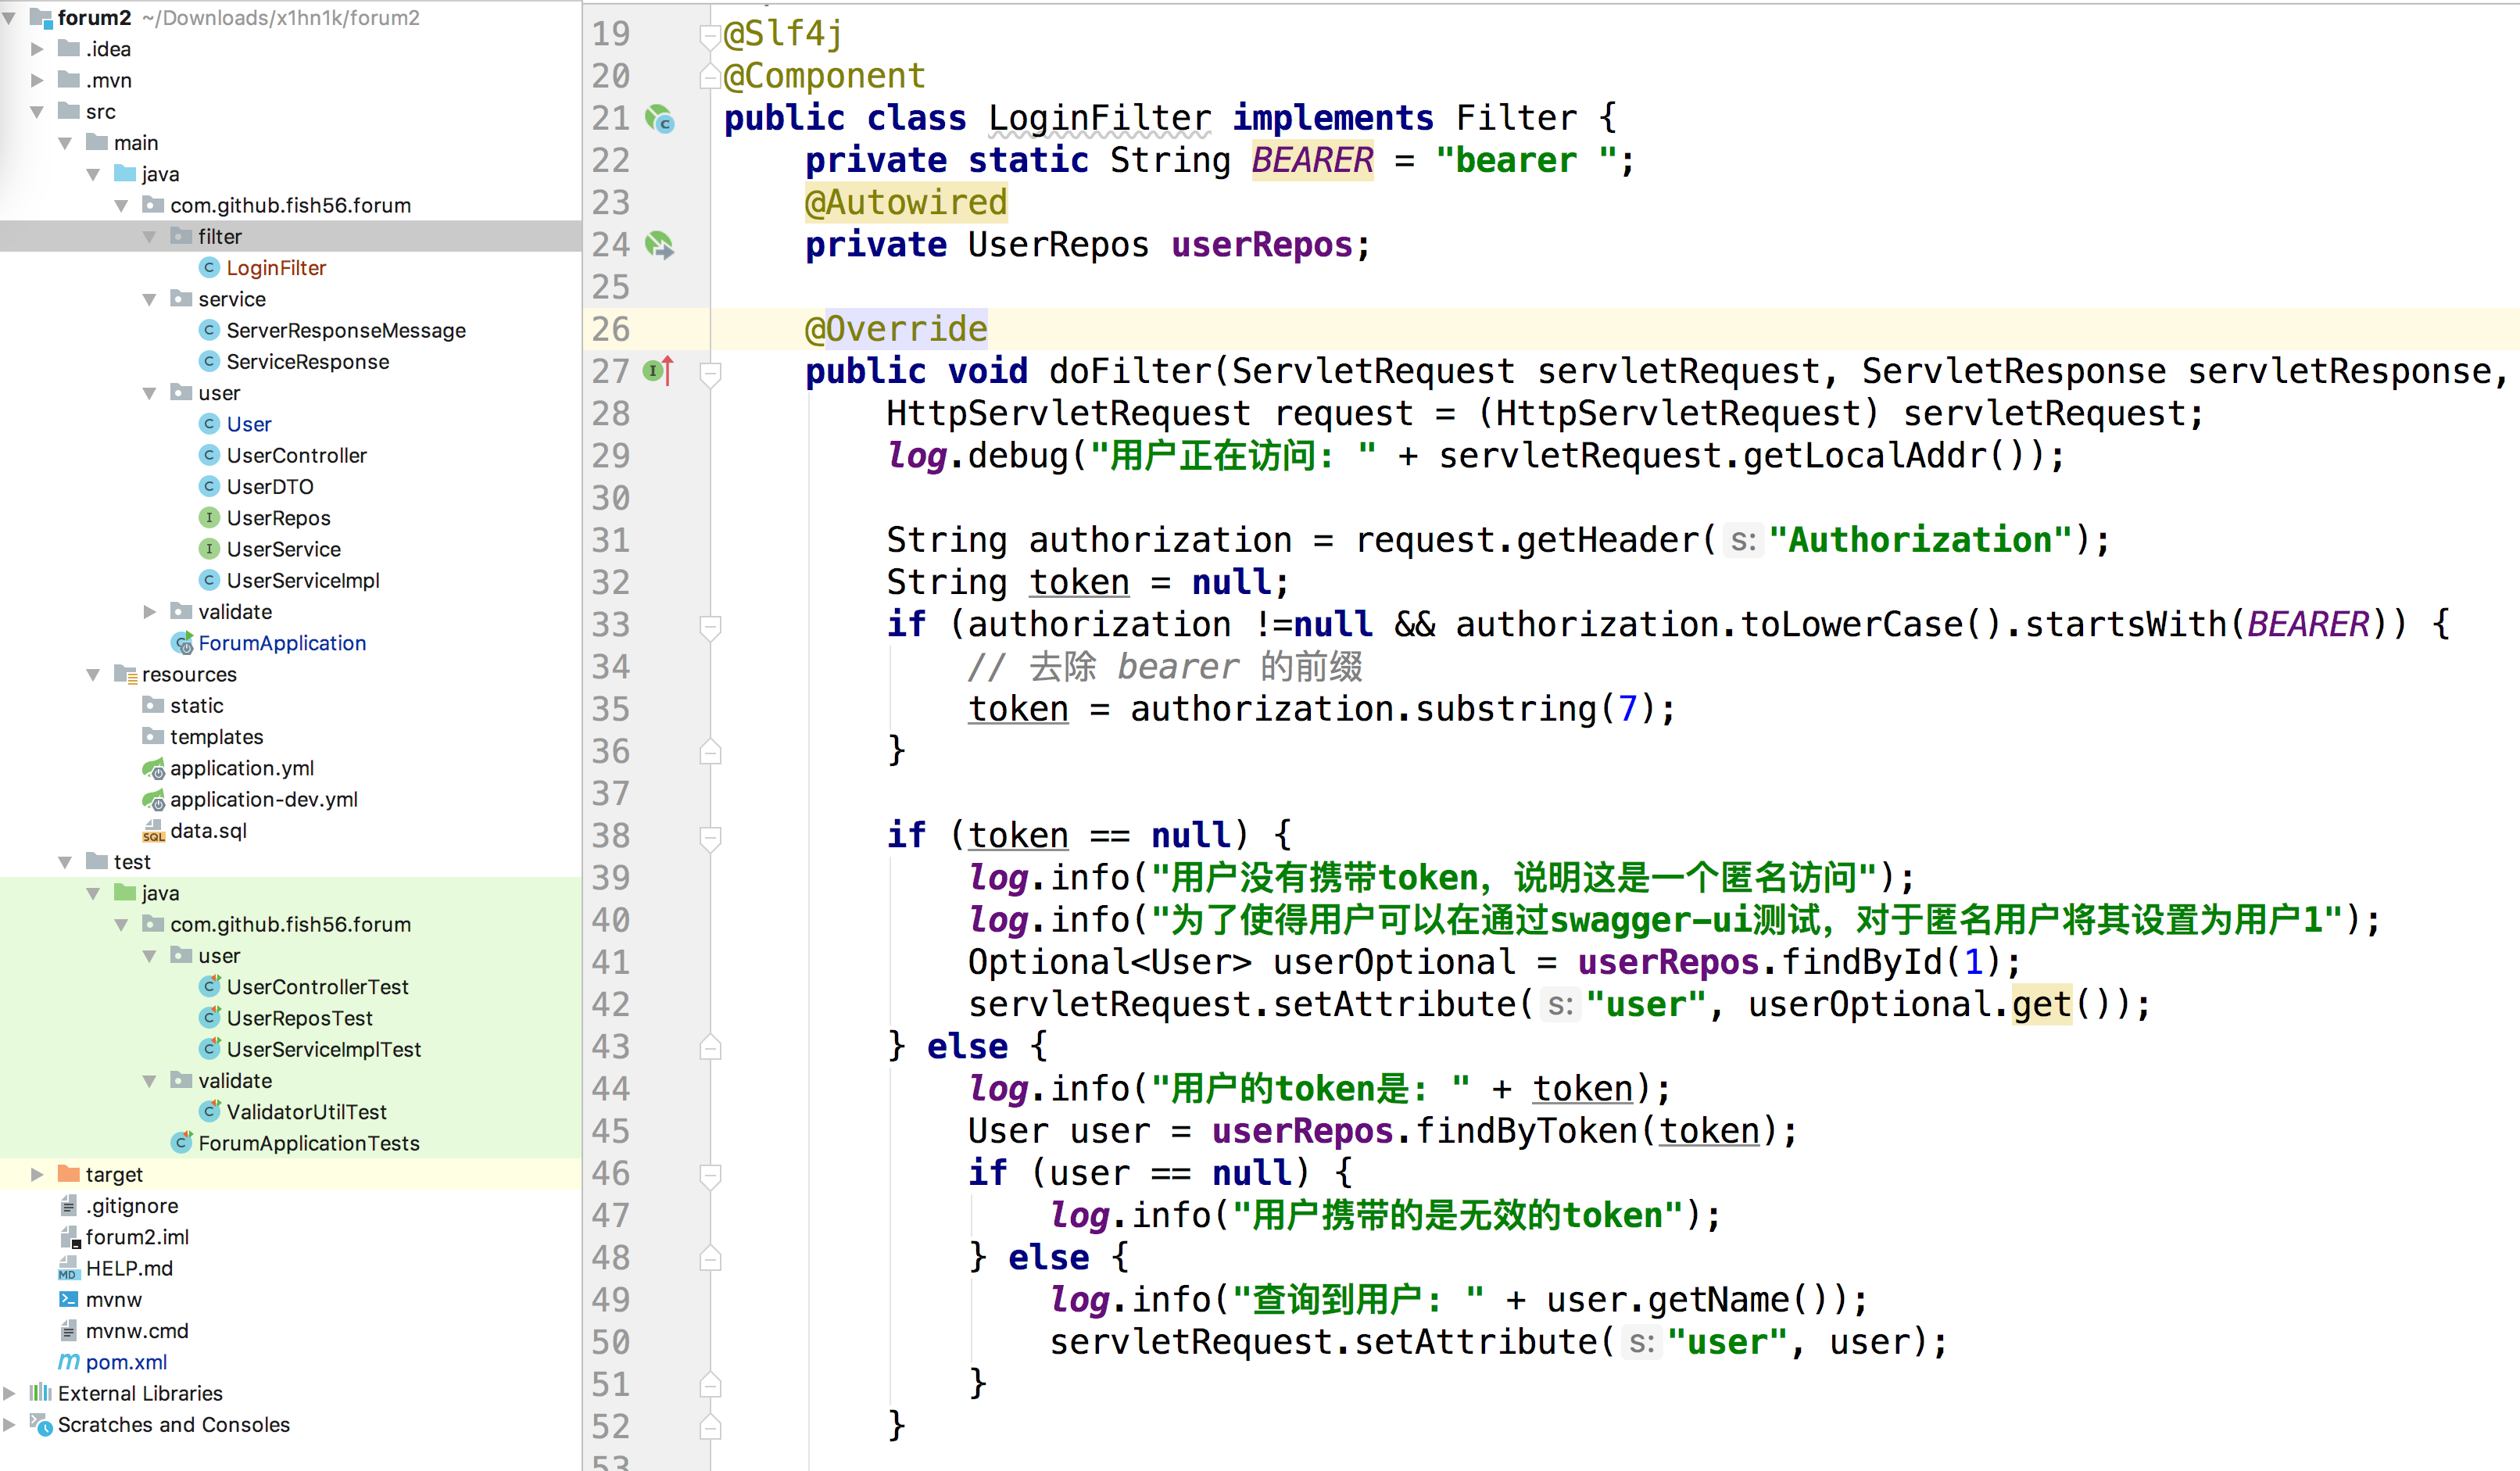 forum2 ~/Downloads/x1hn1k/forum2
.idea
.mvn
src
main
java
com.github.fish56.forum
filter
LoginFilter
service
ServerResponseMessage
ServiceResponse
user
User
UserController
UserDTO
UserRepos
UserService
UserServiceImpl
validate
ForumApplication
resources
static
templates
application.yml
application-dev.yml
data.sql
test
java
com.github.fish56.forum
user
UserControllerTest
UserReposTest
UserServiceImplTest
validate
ValidatorUtilTest
ForumApplicationTests
target
.gitignore
forum2.iml
HELP.md
mvnw
mvnw.cmd
pom.xml
External Libraries
Scratches and Consoles
19 @Slf4j
20 @Component
21 public class LoginFilter implements Filter {
22 private static String BEARER = "bearer ";
23 @Autowired
24 private UserRepos userRepos;
25
26 @Override
27 public void doFilter(ServletRequest servletRequest, ServletResponse servletResponse,
28 HttpServletRequest request = (HttpServletRequest) servletRequest;
29 log.debug("用户正在访问: " + servletRequest.getLocalAddr());
30
31 String authorization = request.getHeader( s: "Authorization");
32 String token = null;
33 if (authorization !=null && authorization.toLowerCase().startsWith(BEARER)) {
34 // 去除 bearer 的前缀
35 token = authorization.substring(7);
36 }
37
38 if (token == null) {
39 log.info("用户没有携带token，说明这是一个匿名访问");
40 log.info("为了使得用户可以在通过swagger-ui测试，对于匿名用户将其设置为用户1");
41 Optional<User> userOptional = userRepos.findById(1);
42 servletRequest.setAttribute( s: "user", userOptional.get());
43 } else {
44 log.info("用户的token是: " + token);
45 User user = userRepos.findByToken(token);
46 if (user == null) {
47 log.info("用户携带的是无效的token");
48 } else {
49 log.info("查询到用户: " + user.getName());
50 servletRequest.setAttribute( s: "user", user);
51 }
52 }
53